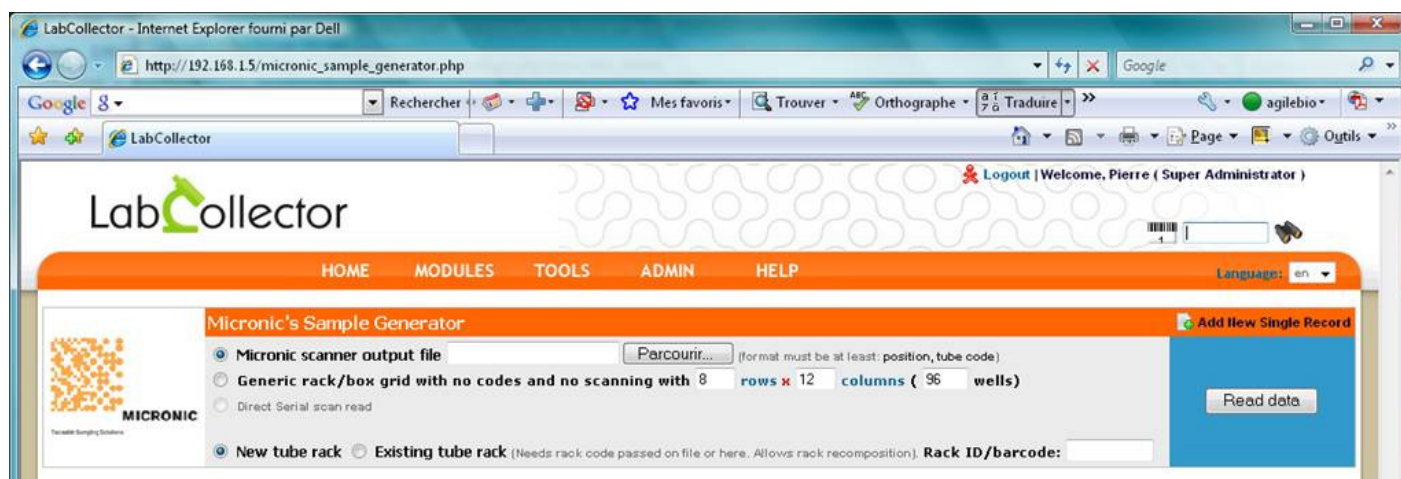 LabCollector - Internet Explorer fourni par Dell
http://192.168.1.5/micronic_sample_generator.php Google
Google Rechercher Mes favoris Trouver ABC Orthographe Traduire agilebio
LabCollector Page Outils
Logout | Welcome, Pierre ( Super Administrator )
LabCollector
1
HOME MODULES TOOLS ADMIN HELP Language: en
Micronic's Sample Generator Add New Single Record
Micronic scanner output file Parcourir... (format must be at least: position, tube code)
Generic rack/box grid with no codes and no scanning with 8 rows x 12 columns ( 96 wells)
Direct Serial scan read Read data
MICRONIC
New tube rack Existing tube rack (Needs rack code passed on file or here. Allows rack recomposition). Rack ID/barcode: